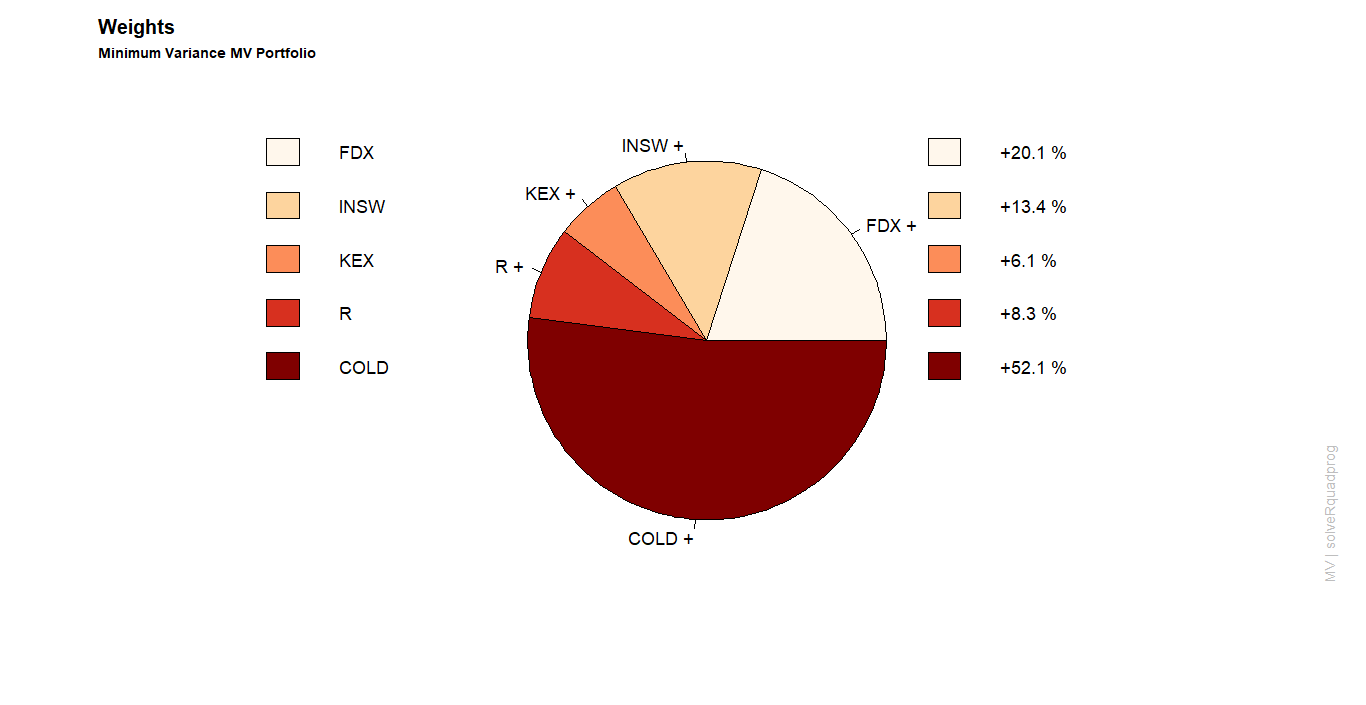 Weights
Minimum Variance MV Portfolio
FDX
INSW
KEX
R
COLD
INSW +
KEX +
FDX +
R +
COLD +
+20.1 %
+13.4 %
+6.1 %
+8.3 %
+52.1 %
MV | solveRquadprog